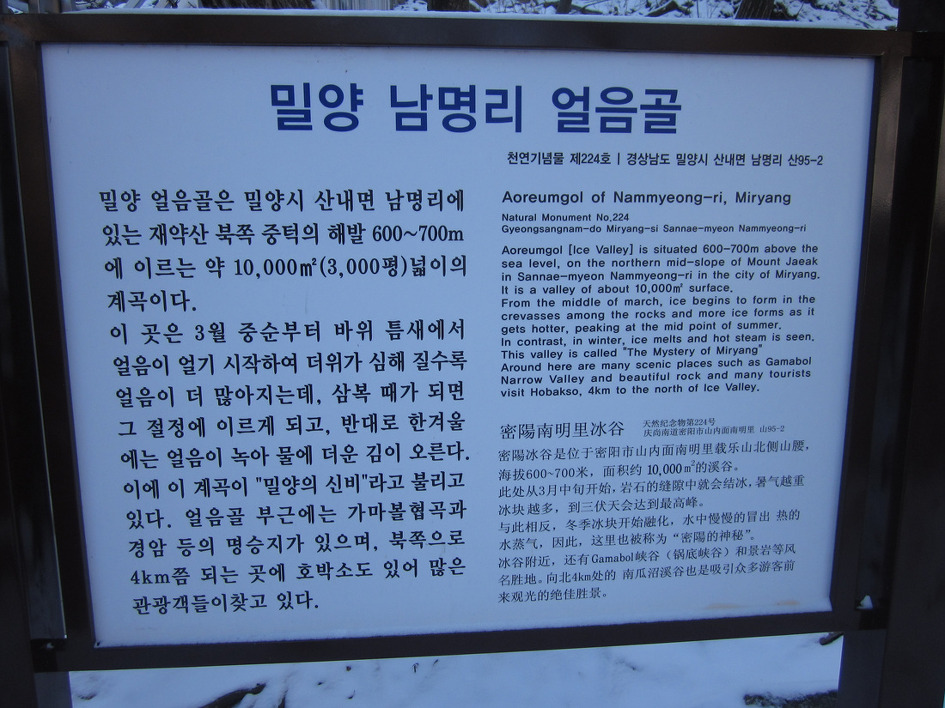 밀양 남명리 얼음골
천연기념물 제224호 | 경상남도 밀양시 산내면 남명리 산95-2
밀양 얼음골은 밀양시 산내면 남명리에
있는 재약산 북쪽 중턱의 해발 600~700m
에 이르는 약 10,000㎡(3,000평)넓이의
계곡이다.
이 곳은 3월 중순부터 바위 틈새에서
얼음이 얼기 시작하여 더위가 심해 질수록
얼음이 더 많아지는데, 삼복 때가 되면
그 절정에 이르게 되고, 반대로 한겨울
에는 얼음이 녹아 물에 더운 김이 오른다.
이에 이 계곡이 "밀양의 신비"라고 불리고
있다. 얼음골 부근에는 가마볼협곡과
경암 등의 명승지가 있으며, 북쪽으로
4km쯤 되는 곳에 호박소도 있어 많은
관광객들이찾고 있다.
Aoreumgol of Nammyeong-ri, Miryang
Natural Monument No.224
Gyeongsangnam-do Miryang-si Sannae-myeon Nammyeong-ri
Aoreumgol [Ice Valley] is situated 600-700m above the
sea level, on the northern mid-slope of Mount Jaeak
in Sannae-myeon Nammyeong-ri in the city of Miryang.
It is a valley of about 10,000㎡ surface.
From the middle of march, ice begins to form in the
crevasses among the rocks and more ice forms as it
gets hotter, peaking at the mid point of summer.
In contrast, in winter, ice melts and hot steam is seen.
This valley is called "The Mystery of Miryang"
Around here are many scenic places such as Gamabol
Narrow Valley and beautiful rock and many tourists
visit Hobakso, 4km to the north of Ice Valley.
密陽南明里冰谷
天然纪念物第224号
庆尚南道密阳市山内面南明里 山95-2
密陽冰谷是位于密阳市山内面南明里载乐山北侧山腰,
海拔600~700米，面积约 10,000㎡的溪谷。
此处从3月中旬开始, 岩石的缝隙中就会结冰, 暑气越重
冰块越多，到三伏天会达到最高峰。
与此相反，冬季冰块开始融化，水中慢慢的冒出 热的
水蒸气，因此，这里也被称为“密陽的神秘”。
冰谷附近，还有Gamabol峡谷（锅底峡谷）和景岩等风
名胜地。向北4km处的 南瓜沼溪谷也是吸引众多游客前
来观光的绝佳胜景。